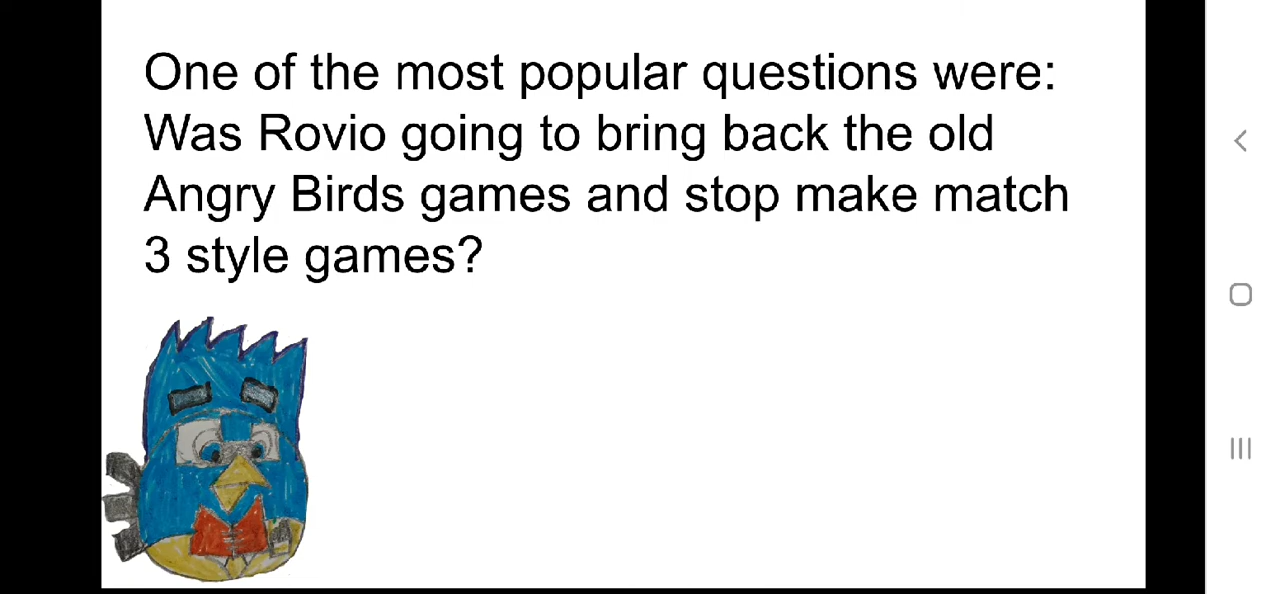 One of the most popular questions were:
Was Rovio going to bring back the old
Angry Birds games and stop make match
3 style games?